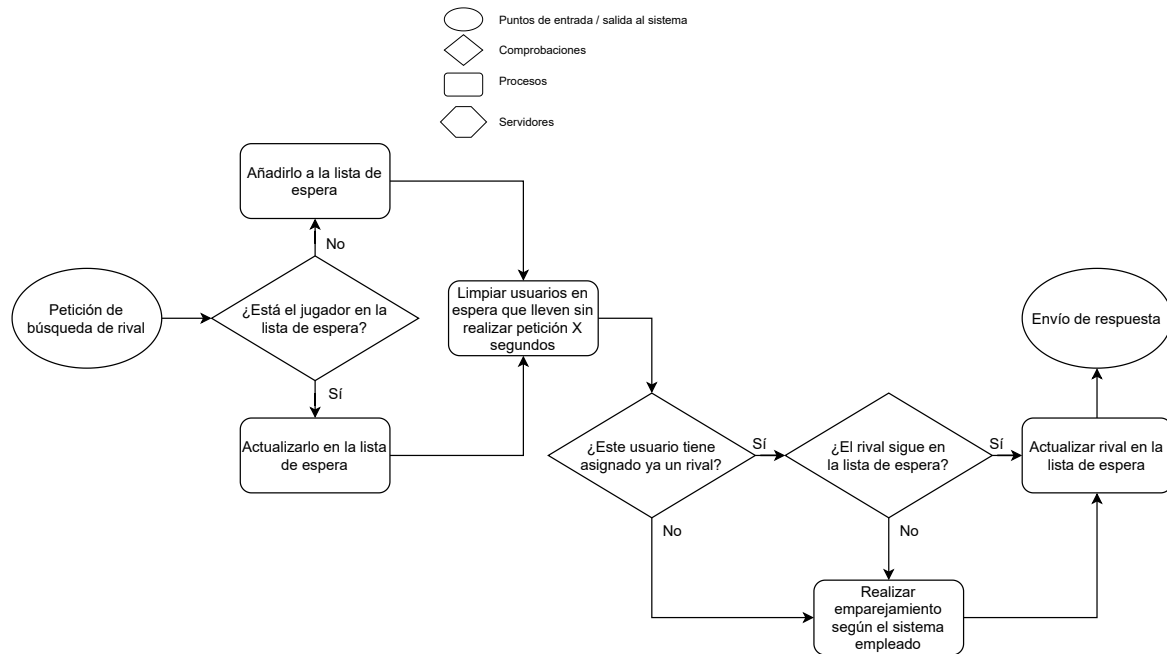 Puntos de entrada / salida al sistema
Comprobaciones
Procesos
Servidores
Añadirlo a la lista de
espera
No
Petición de
búsqueda de rival
¿Está el jugador en la
lista de espera?
Sí
Actualizarlo en la lista
de espera
Limpiar usuarios en
espera que lleven sin
realizar petición X
segundos
¿Este usuario tiene
asignado ya un rival?
Sí
No
¿El rival sigue en
la lista de espera?
Sí
No
Realizar
emparejamiento
según el sistema
empleado
Actualizar rival en la
lista de espera
Envío de respuesta